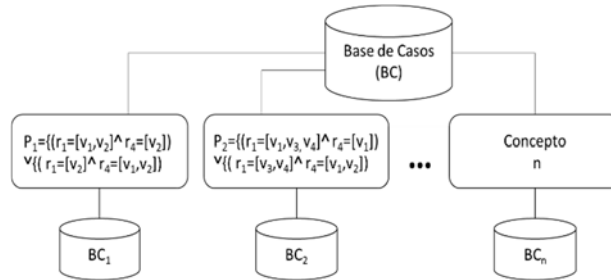 Base de Casos
(BC)
P₁={(r₁=[v₁,v₂]^ r₄=[v₂])
∨{( r₁=[v₂]^ r₄=[v₁,v₂]}
P₂={(r₁=[v₁,v₃,v₄]^ r₄=[v₁])
∨{( r₁=[v₃,v₄]^ r₄=[v₁,v₂]}
...
Concepto
n
BC₁
BC₂
BCₙ